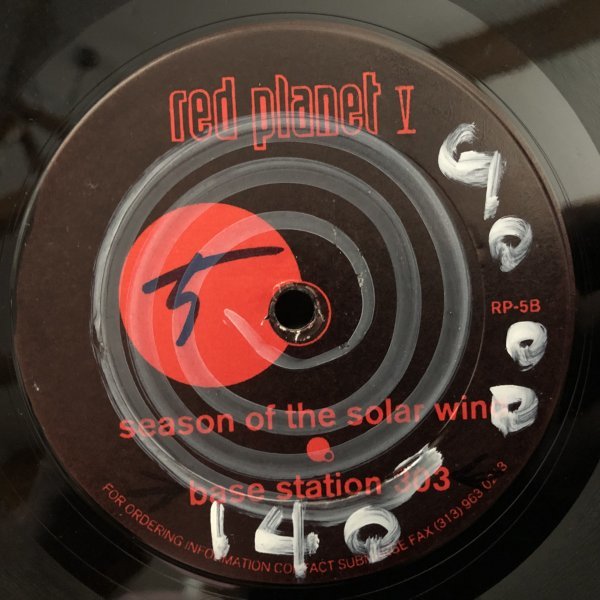 red planet V
5
RP-5B
season of the solar wind
base station 303
FOR ORDERING INFORMATION CONTACT SUBMERGE FAX (313) 963 0
140